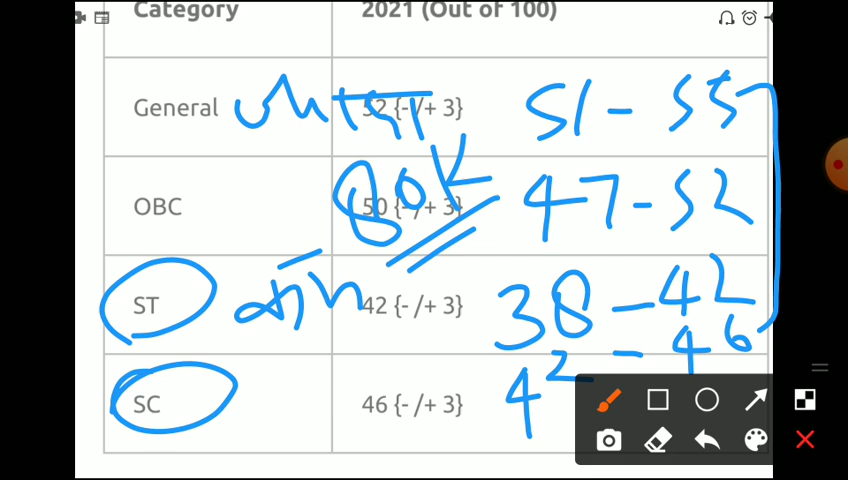 Category 2021 (Out of 100)
General 52 {-/+ 3} 51 - 55
OBC 50 {-/+ 3} 47 - 52
80K
ST 42 {-/+ 3} 38 - 42
SC 46 {-/+ 3} 42 - 46